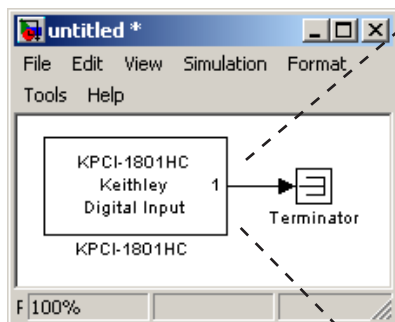 untitled *
File Edit View Simulation Format
Tools Help
KPCI-1801HC
Keithley 1
Digital Input
Terminator
KPCI-1801HC
F 100%